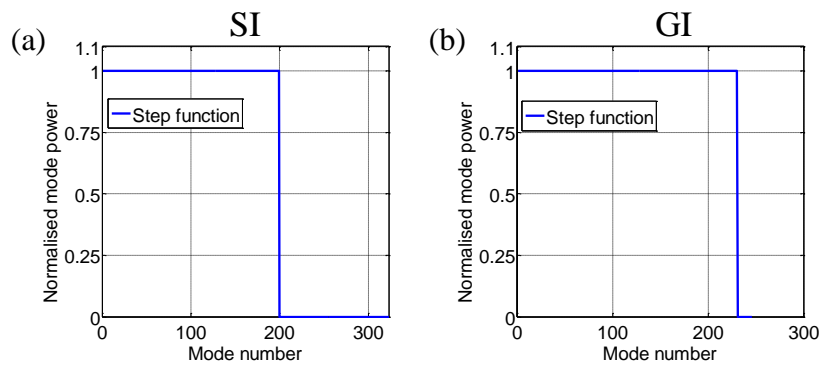 (a)
SI
1.1
1
0.75
0.5
0.25
0
Normalised mode power
Step function
0 100 200 300
Mode number
(b)
GI
1.1
1
0.75
0.5
0.25
0
Normalised mode power
Step function
0 100 200 300
Mode number